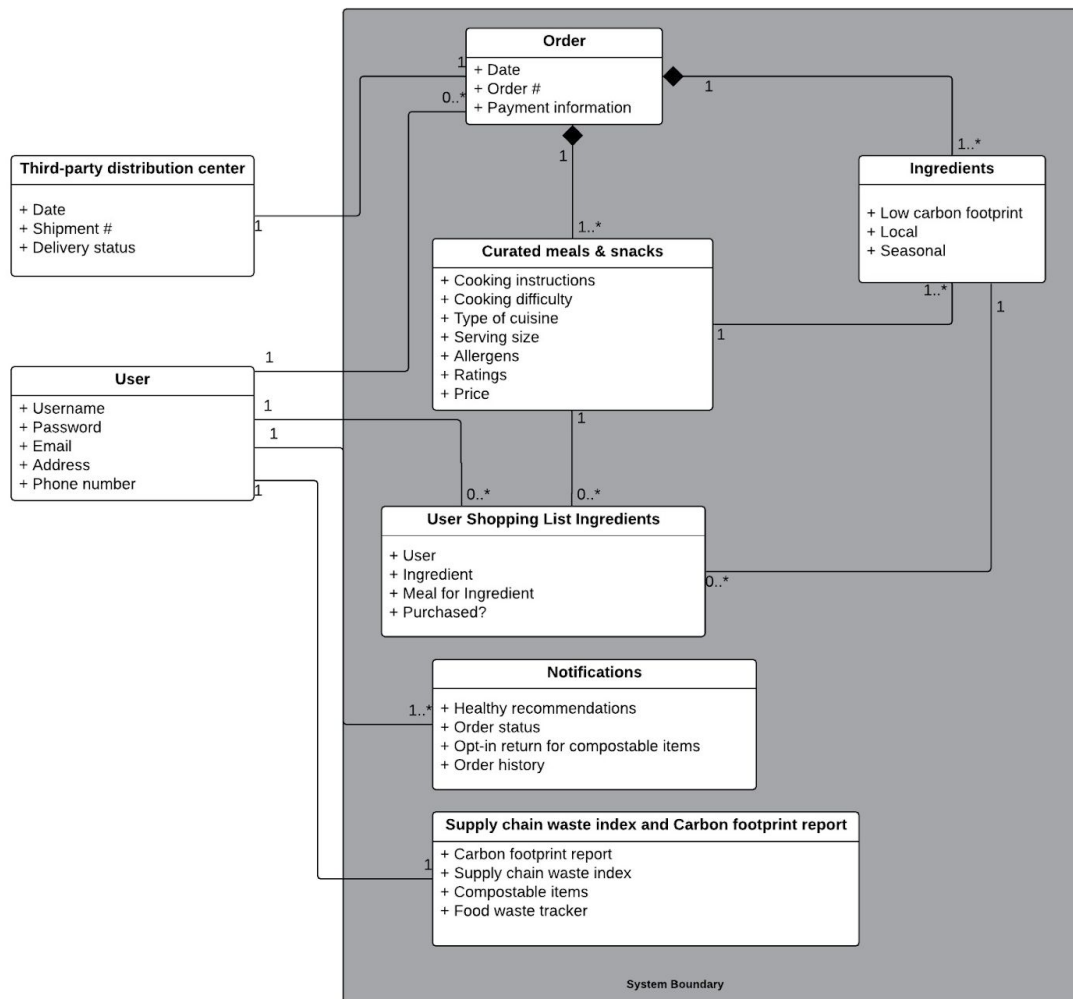 Order
+ Date
+ Order #
+ Payment information
1
0..*
1
1
1..*
1..*
Third-party distribution center
+ Date
+ Shipment #
+ Delivery status
1
Ingredients
+ Low carbon footprint
+ Local
+ Seasonal
1..*
1
Curated meals & snacks
+ Cooking instructions
+ Cooking difficulty
+ Type of cuisine
+ Serving size
+ Allergens
+ Ratings
+ Price
1
1
User
+ Username
+ Password
+ Email
+ Address
+ Phone number
1
1
1
1
0..*
0..*
User Shopping List Ingredients
+ User
+ Ingredient
+ Meal for Ingredient
+ Purchased?
0..*
Notifications
+ Healthy recommendations
+ Order status
+ Opt-in return for compostable items
+ Order history
1..*
Supply chain waste index and Carbon footprint report
+ Carbon footprint report
+ Supply chain waste index
+ Compostable items
+ Food waste tracker
1
System Boundary